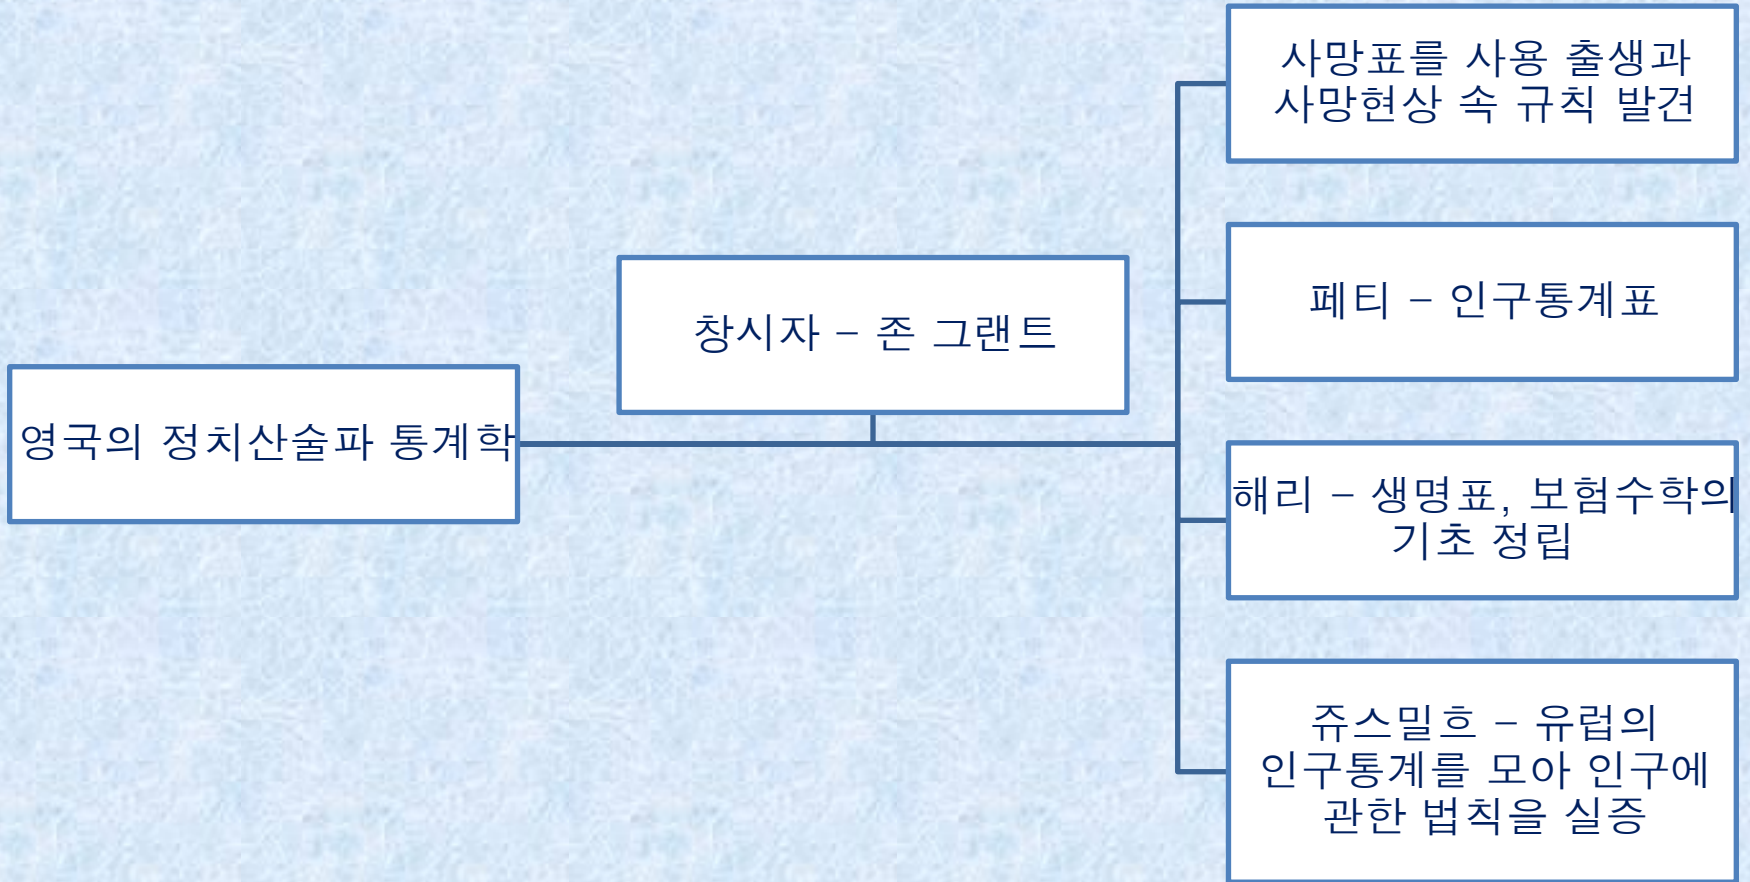 영국의 정치산술파 통계학
창시자 – 존 그랜트
사망표를 사용 출생과
사망현상 속 규칙 발견
페티 – 인구통계표
해리 – 생명표, 보험수학의
기초 정립
쥬스밀흐 – 유럽의
인구통계를 모아 인구에
관한 법칙을 실증